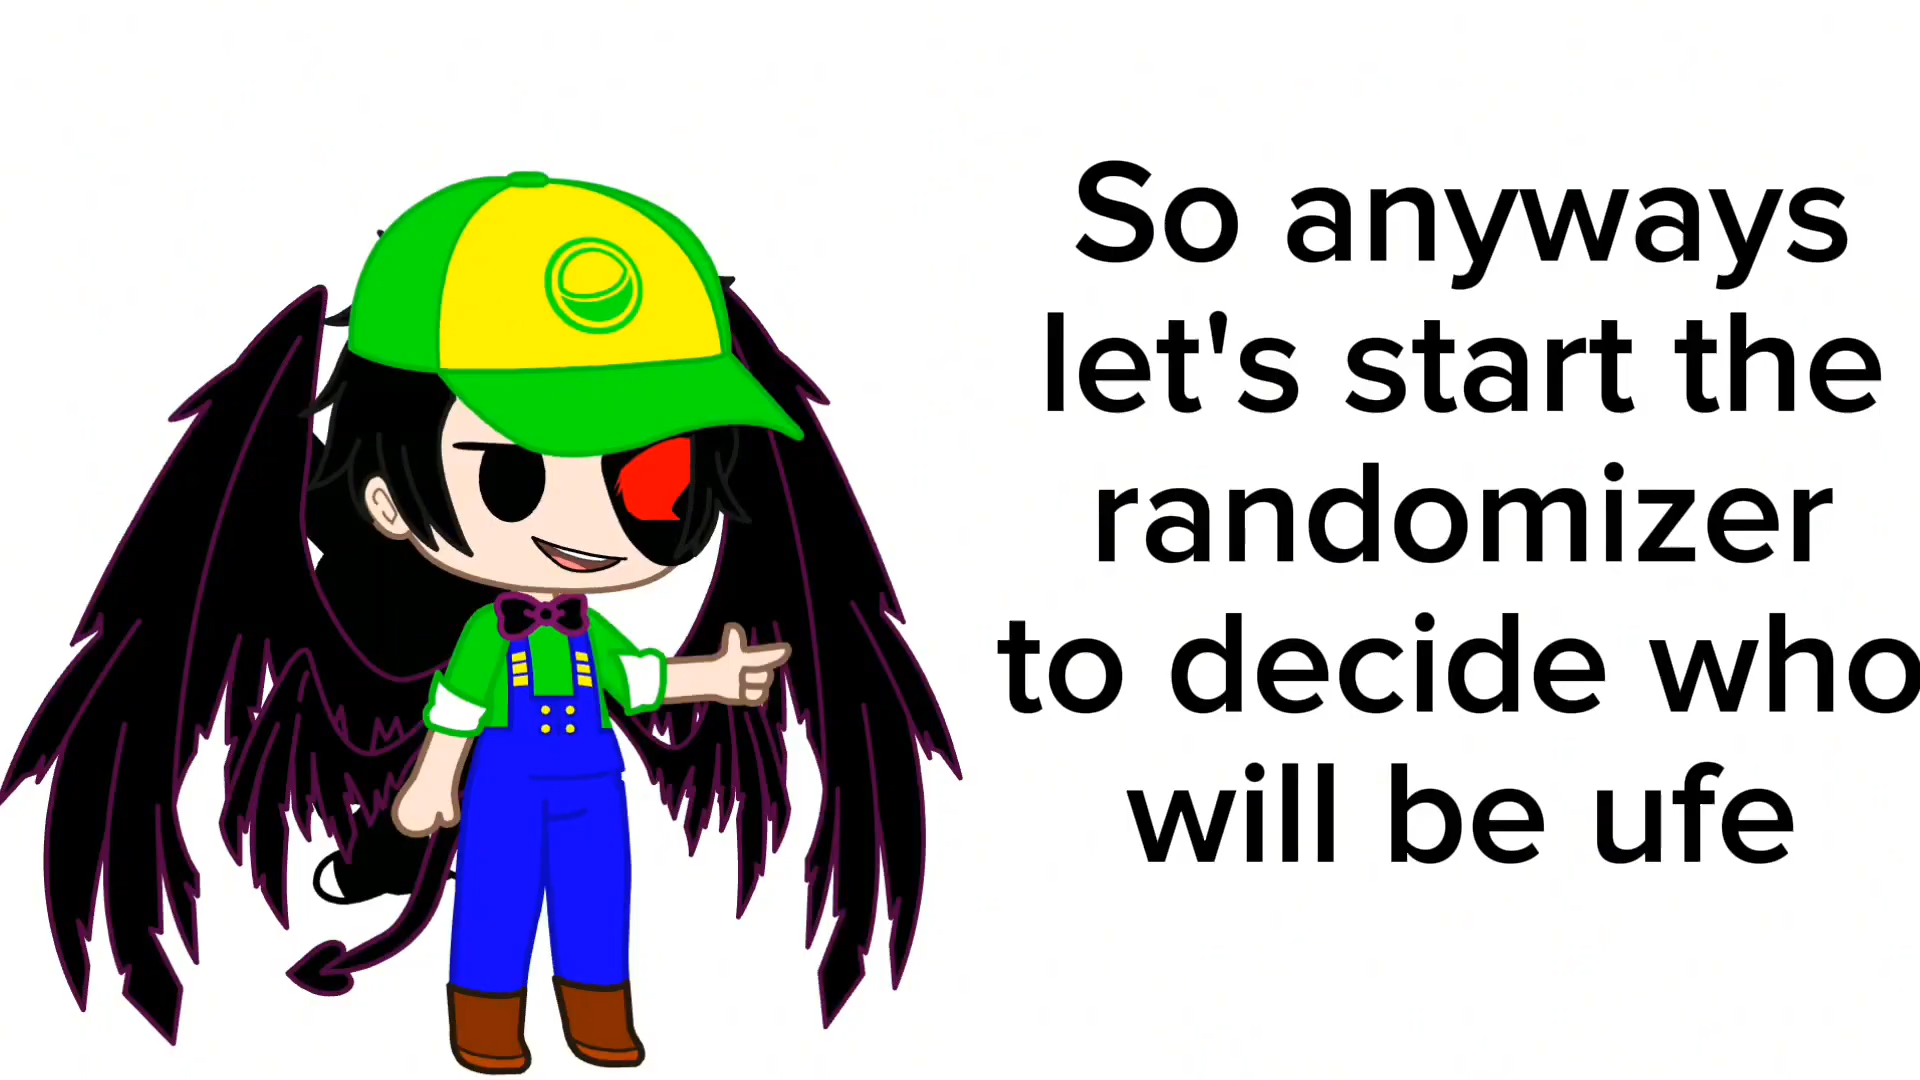 So anyways
let's start the
randomizer
to decide who
will be ufe